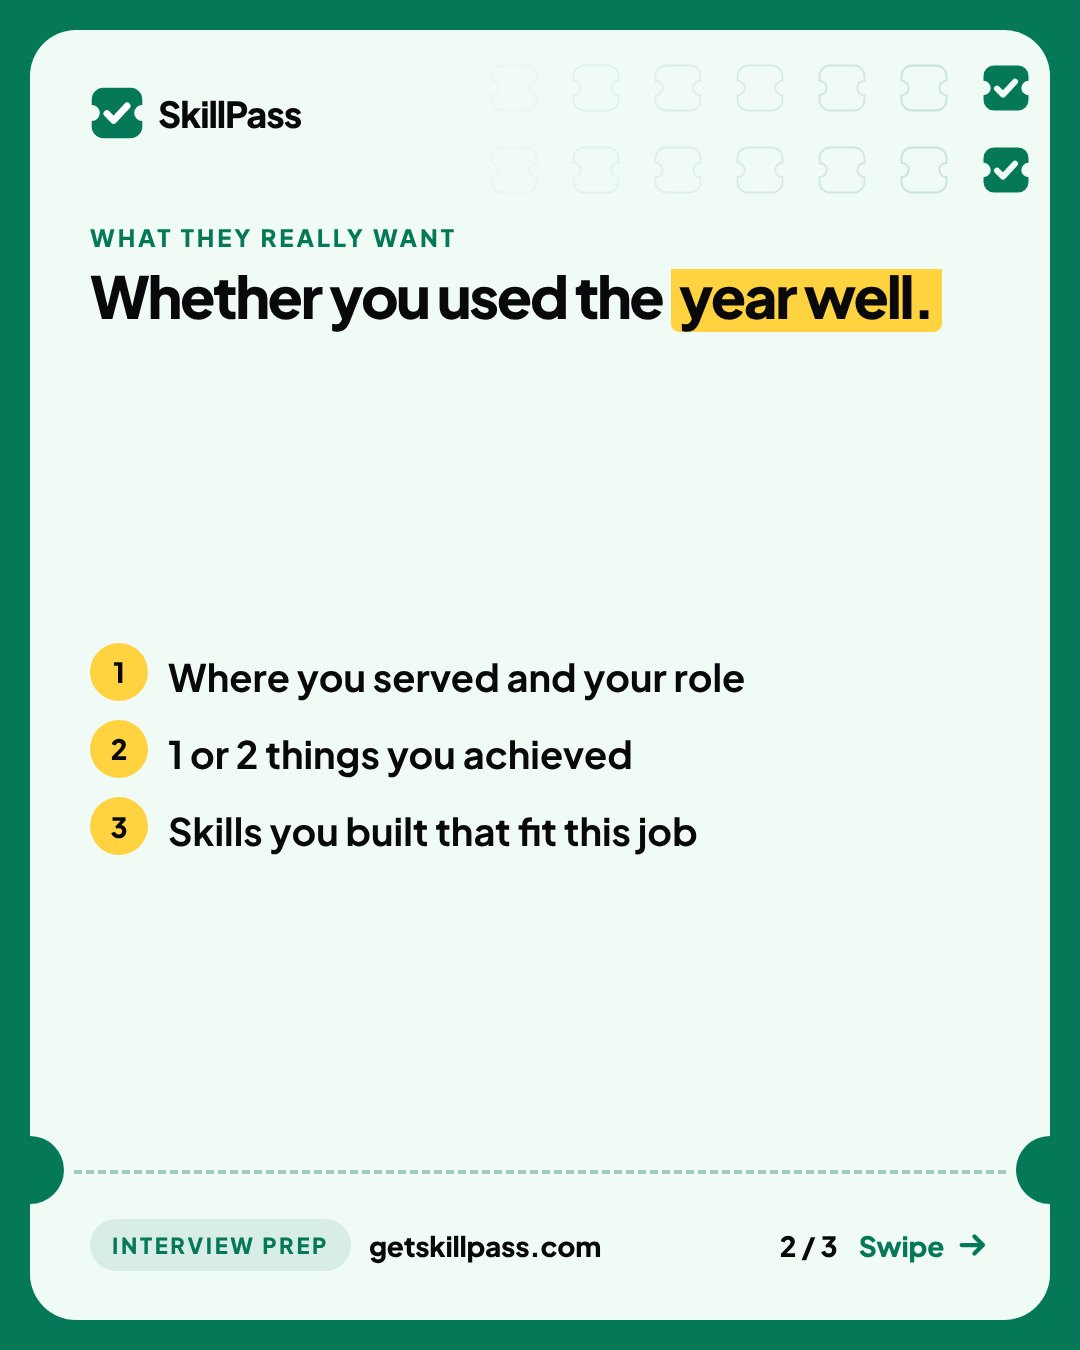 SkillPass
WHAT THEY REALLY WANT
Whether you used the year well.
1 Where you served and your role
2 1 or 2 things you achieved
3 Skills you built that fit this job
INTERVIEW PREP getskillpass.com 2 / 3 Swipe →